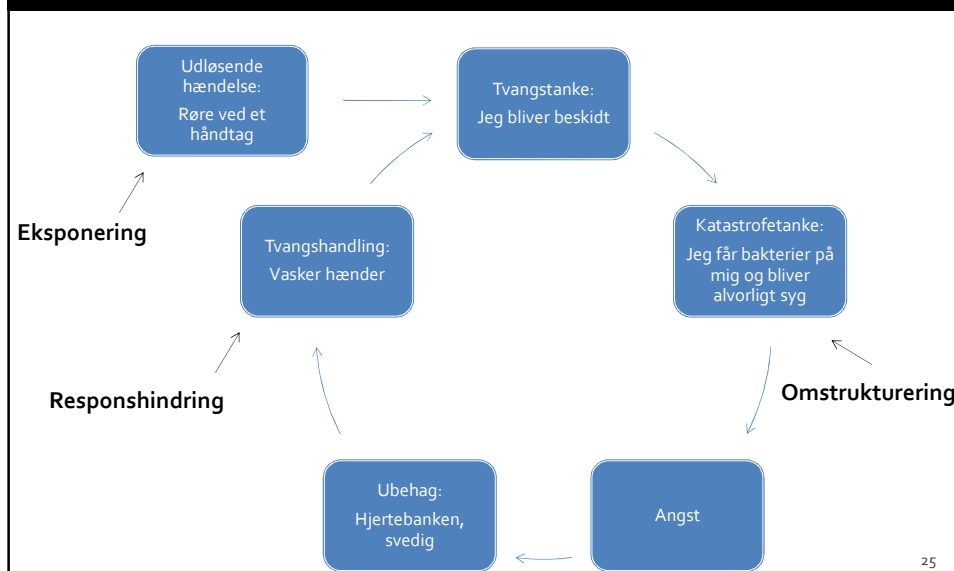 Udløsende
hændelse:
Røre ved et
håndtag
Tvangstanke:
Jeg bliver beskidt
Eksponering
Tvangshandling:
Vasker hænder
Katastrofetanke:
Jeg får bakterier på
mig og bliver
alvorligt syg
Responshindring
Omstrukturering
Ubehag:
Hjertebanken,
svedig
Angst
25